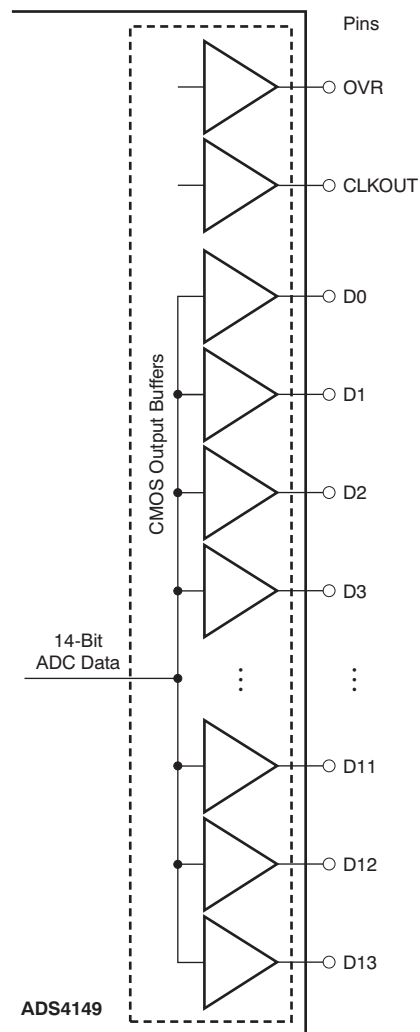 Pins
OVR
CLKOUT
D0
D1
CMOS Output Buffers
D2
D3
14-Bit
ADC Data
D11
D12
D13
ADS4149